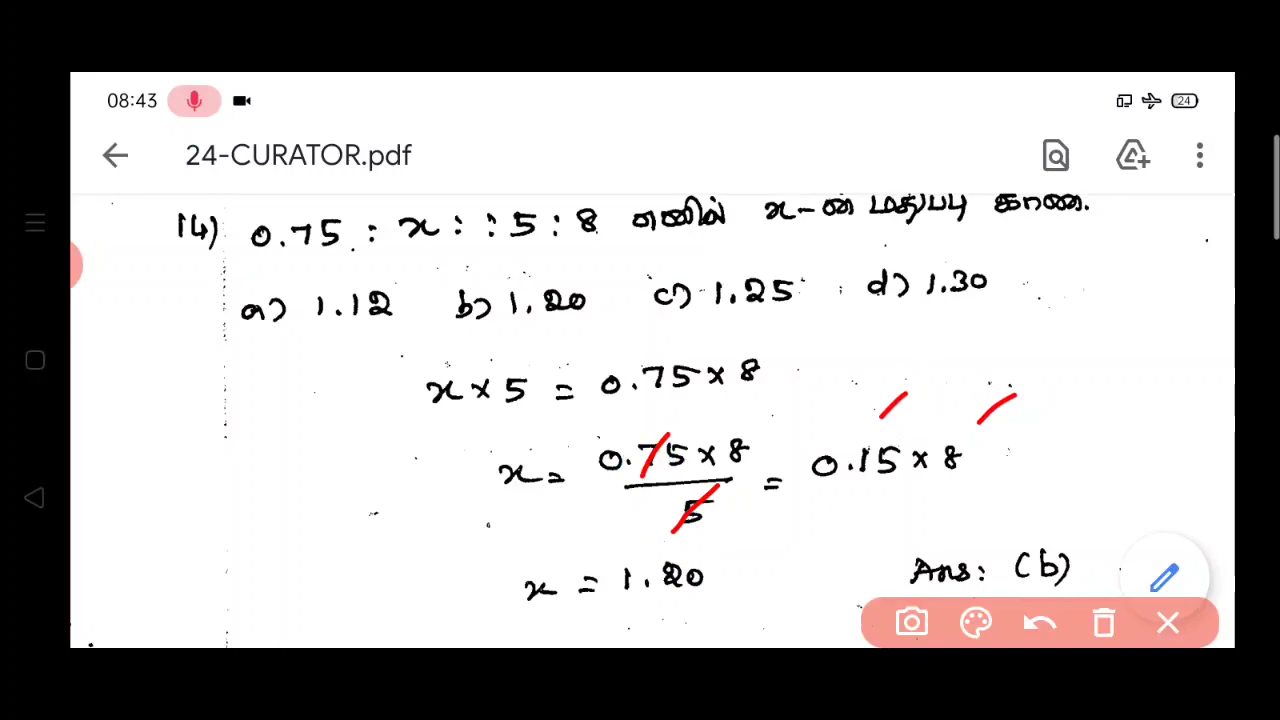 08:43 24
24-CURATOR.pdf
14) 0.75 : x : : 5 : 8 எனில் x-ன் மதிப்பு காண்.
a) 1.12 b) 1.20 c) 1.25 d) 1.30
x × 5 = 0.75 × 8
x = 0.75 × 8 / 5 = 0.15 × 8
x = 1.20 Ans: (b)